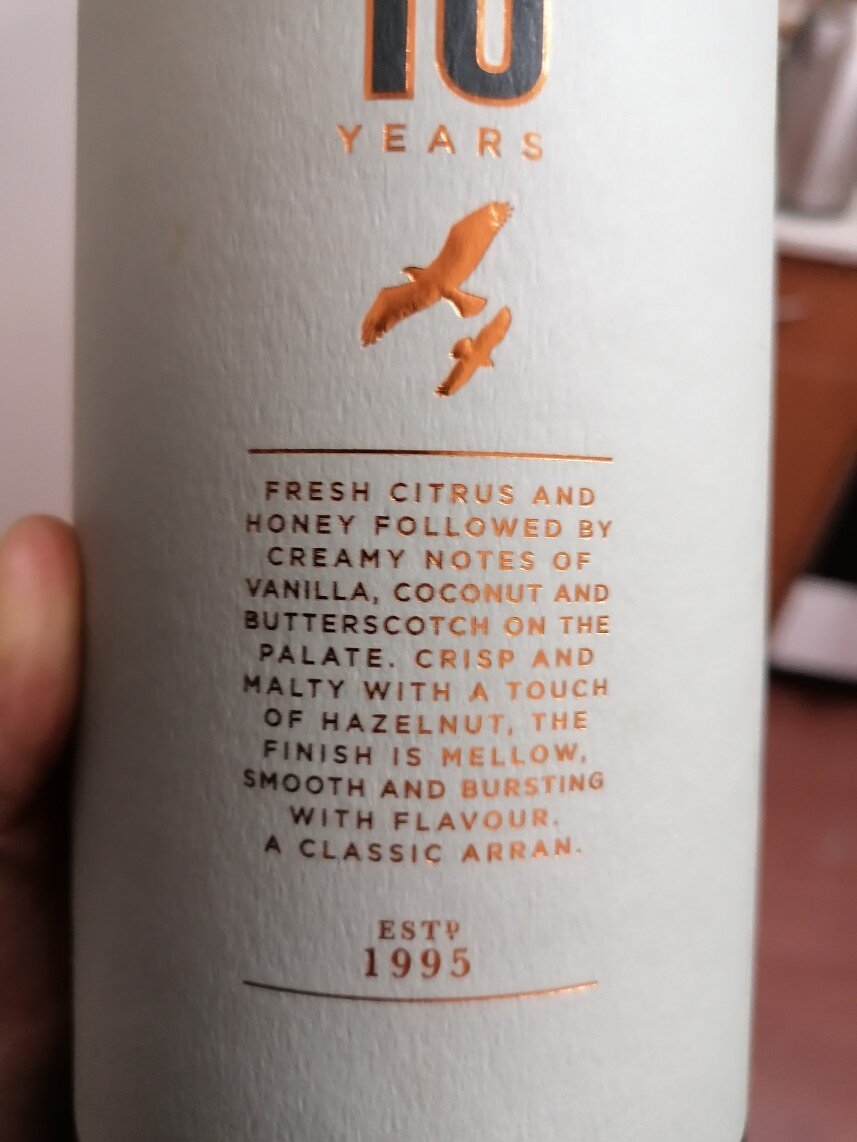 10
YEARS
FRESH CITRUS AND
HONEY FOLLOWED BY
CREAMY NOTES OF
VANILLA, COCONUT AND
BUTTERSCOTCH ON THE
PALATE. CRISP AND
MALTY WITH A TOUCH
OF HAZELNUT, THE
FINISH IS MELLOW,
SMOOTH AND BURSTING
WITH FLAVOUR.
A CLASSIC ARRAN.
ESTD
1995